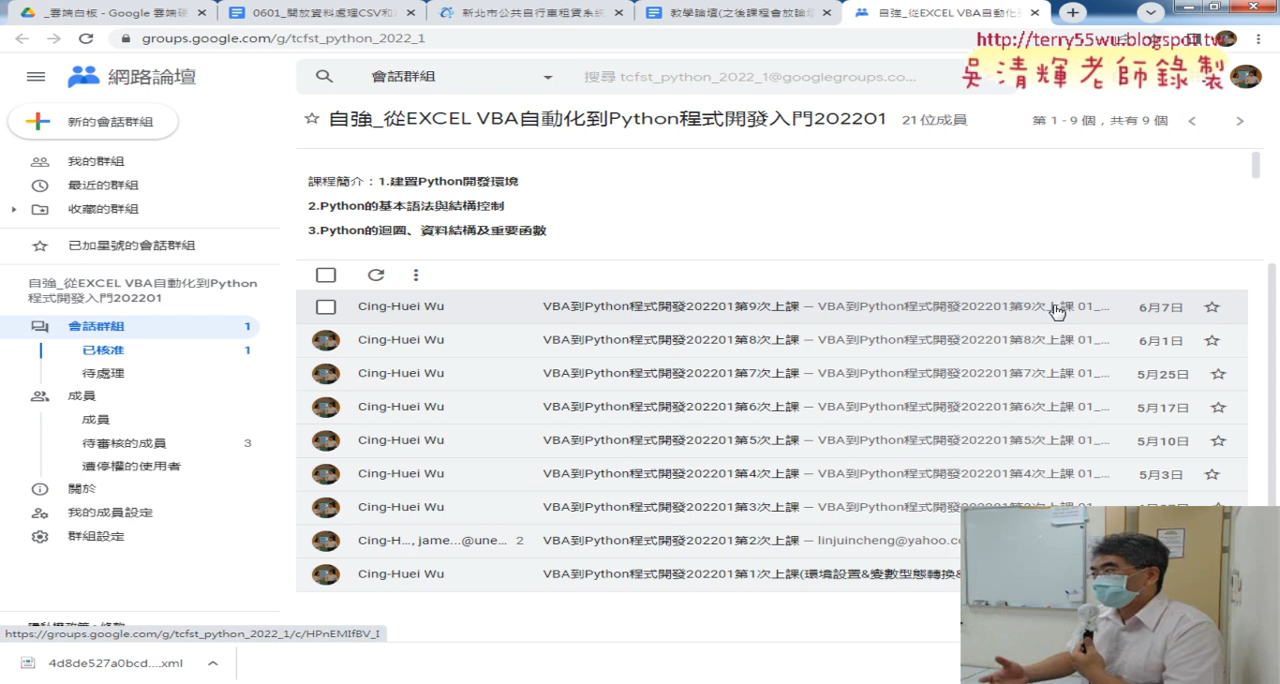 _雲端白板 - Google 雲端硬
0601_開放資料處理CSV和
新北市公共自行車租賃系統
教學論壇(之後課程會放論壇
自強_從EXCEL VBA自動化到
groups.google.com/g/tcfst_python_2022_1
http://terry55wu.blogspot.tw
吳清輝老師錄製
網路論壇
會話群組
搜尋 tcfst_python_2022_1@googlegroups.co...
新的會話群組
自強_從EXCEL VBA自動化到Python程式開發入門202201
21 位成員
第 1 - 9 個，共有 9 個
我的群組
最近的群組
收藏的群組
已加星號的會話群組
自強_從EXCEL VBA自動化到Python
程式開發入門202201
會話群組 1
已核准 1
待處理
成員
成員
待審核的成員 3
遭停權的使用者
關於
我的成員設定
群組設定
課程簡介：1.建置Python開發環境
2.Python的基本語法與結構控制
3.Python的迴圈、資料結構及重要函數
Cing-Huei Wu VBA到Python程式開發202201第9次上課 – VBA到Python程式開發202201第9次上課 01_... 6月7日
Cing-Huei Wu VBA到Python程式開發202201第8次上課 – VBA到Python程式開發202201第8次上課 01_... 6月1日
Cing-Huei Wu VBA到Python程式開發202201第7次上課 – VBA到Python程式開發202201第7次上課 01_... 5月25日
Cing-Huei Wu VBA到Python程式開發202201第6次上課 – VBA到Python程式開發202201第6次上課 01_... 5月17日
Cing-Huei Wu VBA到Python程式開發202201第5次上課 – VBA到Python程式開發202201第5次上課 01_... 5月10日
Cing-Huei Wu VBA到Python程式開發202201第4次上課 – VBA到Python程式開發202201第4次上課 01_... 5月3日
Cing-Huei Wu VBA到Python程式開發202201第3次上課 – VBA到Python程式開發202201第3次上課 01_...
Cing-H..., jame...@une... 2 VBA到Python程式開發202201第2次上課 – linjuincheng@yahoo.c
Cing-Huei Wu VBA到Python程式開發202201第1次上課(環境設置&變數型態轉換&
https://groups.google.com/g/tcfst_python_2022_1/c/HPnEMIfBV_I
4d8de527a0bcd....xml